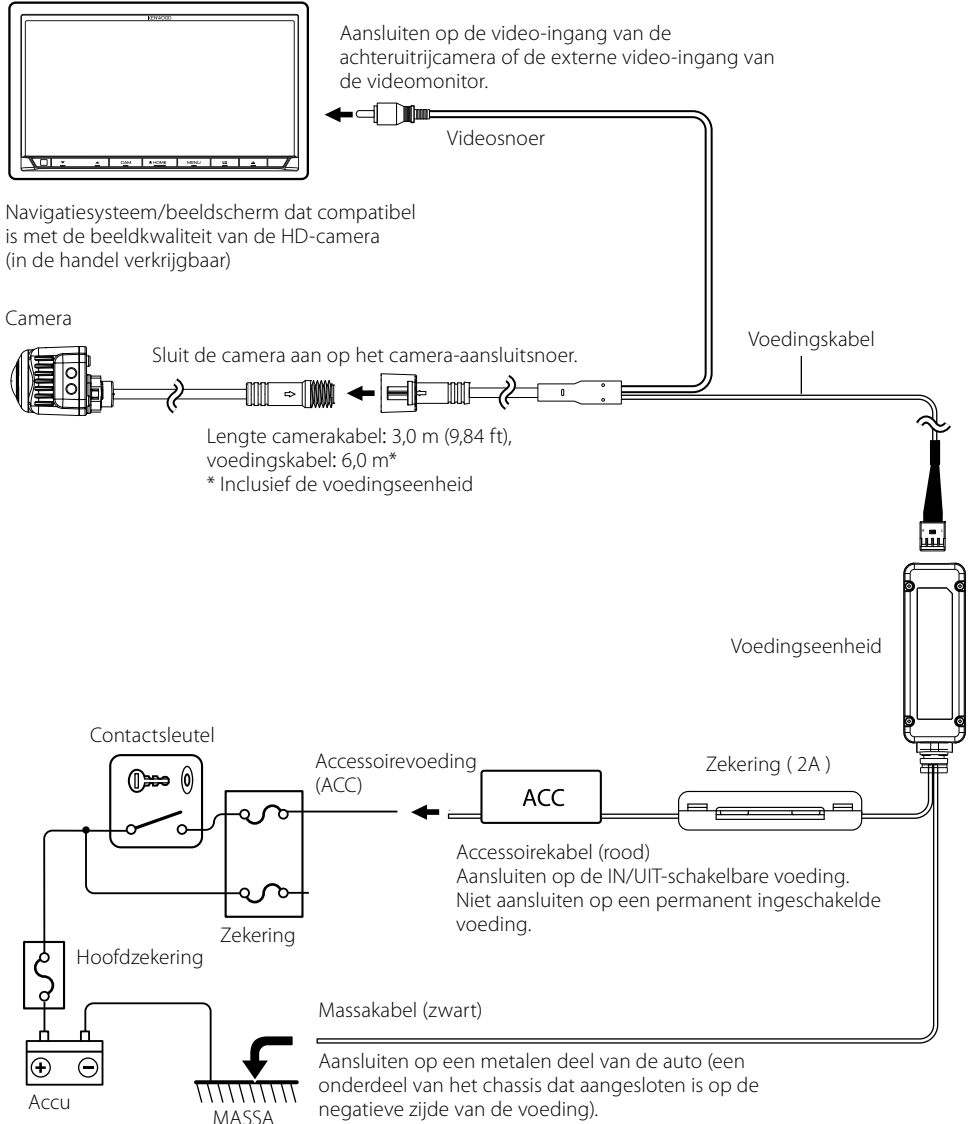 KENWOOD
Aansluiten op de video-ingang van de
achteruitrijcamera of de externe video-ingang van
de videomonitor.
Videosnoer
CAM
HOME
MENU
Navigatiesysteem/beeldscherm dat compatibel
is met de beeldkwaliteit van de HD-camera
(in de handel verkrijgbaar)
Camera
Sluit de camera aan op het camera-aansluitsnoer.
Voedingskabel
Lengte camerakabel: 3,0 m (9,84 ft),
voedingskabel: 6,0 m*
* Inclusief de voedingseenheid
Voedingseenheid
Contactsleutel
Accessoirevoeding
(ACC)
ACC
Zekering ( 2A )
Accessoirekabel (rood)
Aansluiten op de IN/UIT-schakelbare voeding.
Niet aansluiten op een permanent ingeschakelde
voeding.
Zekering
Hoofdzekering
Massakabel (zwart)
Aansluiten op een metalen deel van de auto (een
onderdeel van het chassis dat aangesloten is op de
negatieve zijde van de voeding).
Accu
MASSA